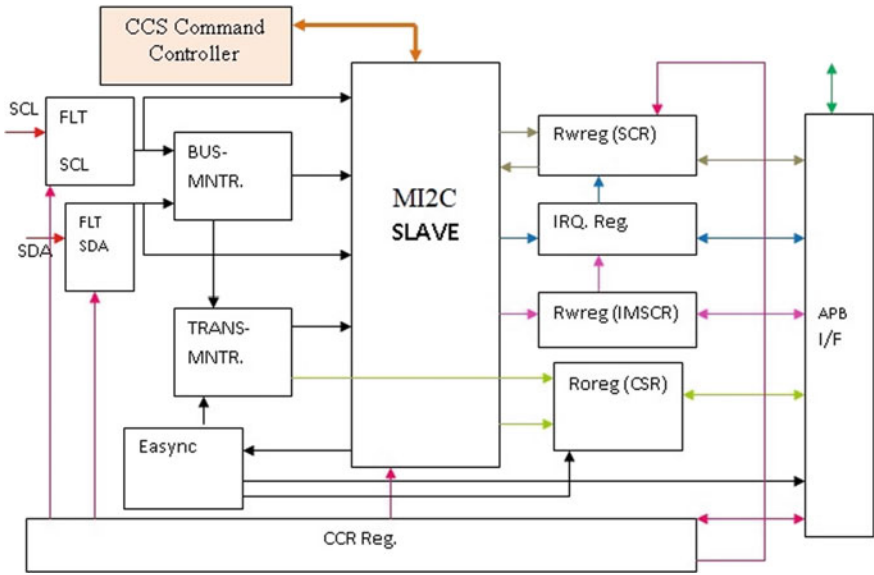 CCS Command
Controller
SCL
FLT
SCL
BUS-
MNTR.
SDA
FLT
SDA
TRANS-
MNTR.
Easync
MI2C
SLAVE
Rwreg (SCR)
IRQ. Reg.
Rwreg (IMSCR)
Roreg (CSR)
APB
I/F
CCR Reg.